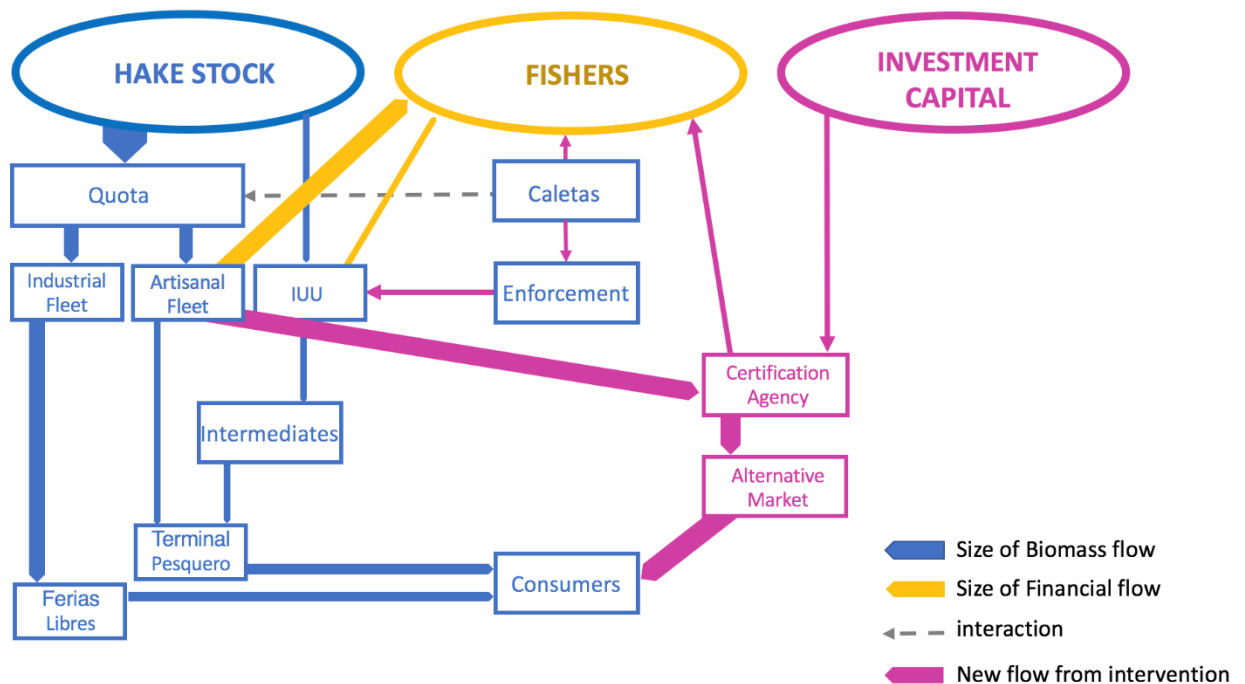 HAKE STOCK
FISHERS
INVESTMENT
CAPITAL
Quota
Caletas
Industrial
Fleet
Artisanal
Fleet
IUU
Enforcement
Certification
Agency
Intermediates
Alternative
Market
Terminal
Pesquero
Consumers
Ferias
Libres
Size of Biomass flow
Size of Financial flow
interaction
New flow from intervention